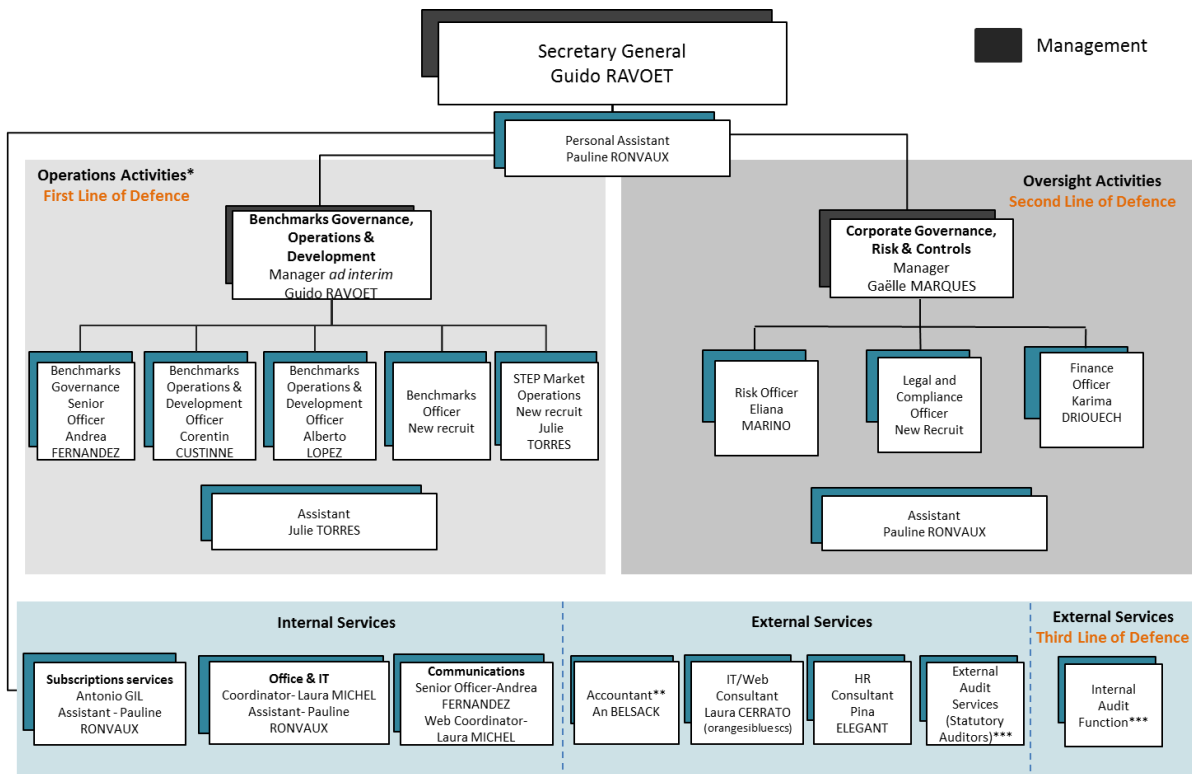 Secretary General
Guido RAVOET
Management
Personal Assistant
Pauline RONVAUX
Operations Activities*
First Line of Defence
Oversight Activities
Second Line of Defence
Benchmarks Governance,
Operations &
Development
Manager ad interim
Guido RAVOET
Corporate Governance,
Risk & Controls
Manager
Gaëlle MARQUES
Benchmarks
Governance
Senior
Officer
Andrea
FERNANDEZ
Benchmarks
Operations &
Development
Officer
Corentin
CUSTINNE
Benchmarks
Operations &
Development
Officer
Alberto
LOPEZ
Benchmarks
Officer
New recruit
STEP Market
Operations
New recruit
Julie
TORRES
Risk Officer
Eliana
MARINO
Legal and
Compliance
Officer
New Recruit
Finance
Officer
Karima
DRIOUECH
Assistant
Julie TORRES
Assistant
Pauline RONVAUX
Internal Services
External Services
External Services
Third Line of Defence
Subscriptions services
Antonio GIL
Assistant - Pauline
RONVAUX
Office & IT
Coordinator- Laura MICHEL
Assistant- Pauline
RONVAUX
Communications
Senior Officer-Andrea
FERNANDEZ
Web Coordinator-
Laura MICHEL
Accountant**
An BELSACK
IT/Web
Consultant
Laura CERRATO
(orangesibluescs)
HR
Consultant
Pina
ELEGANT
External
Audit
Services
(Statutory
Auditors)***
Internal
Audit
Function***